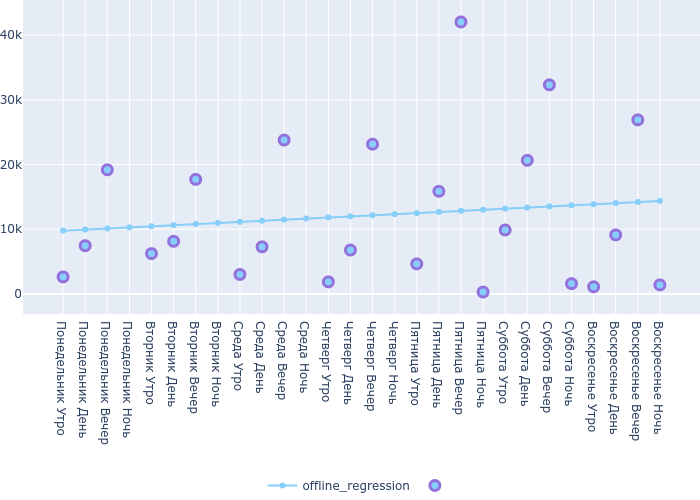 40k
30k
20k
10k
0
Понедельник Утро
Понедельник День
Понедельник Вечер
Понедельник Ночь
Вторник Утро
Вторник День
Вторник Вечер
Вторник Ночь
Среда Утро
Среда День
Среда Вечер
Среда Ночь
Четверг Утро
Четверг День
Четверг Вечер
Четверг Ночь
Пятница Утро
Пятница День
Пятница Вечер
Пятница Ночь
Суббота Утро
Суббота День
Суббота Вечер
Суббота Ночь
Воскресенье Утро
Воскресенье День
Воскресенье Вечер
Воскресенье Ночь
offline_regression